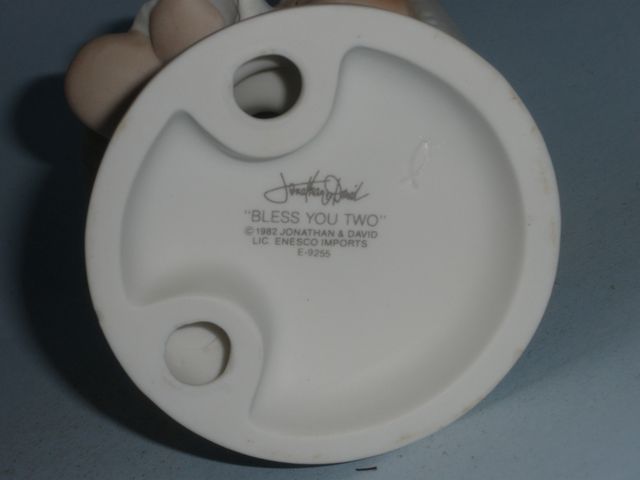 Jonathan & David
"BLESS YOU TWO"
© 1982 JONATHAN & DAVID
LIC. ENESCO IMPORTS
E-9255